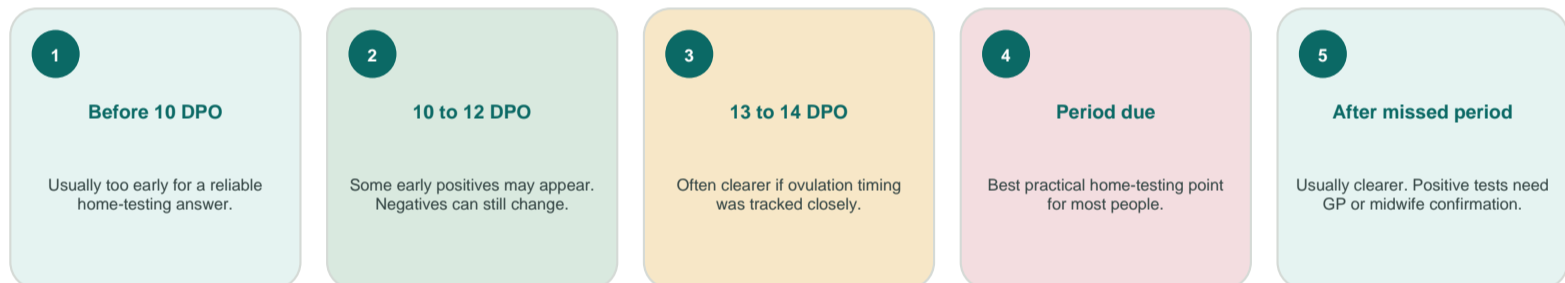 1
Before 10 DPO
Usually too early for a reliable
home-testing answer.
2
10 to 12 DPO
Some early positives may appear.
Negatives can still change.
3
13 to 14 DPO
Often clearer if ovulation timing
was tracked closely.
4
Period due
Best practical home-testing point
for most people.
5
After missed period
Usually clearer. Positive tests need
GP or midwife confirmation.